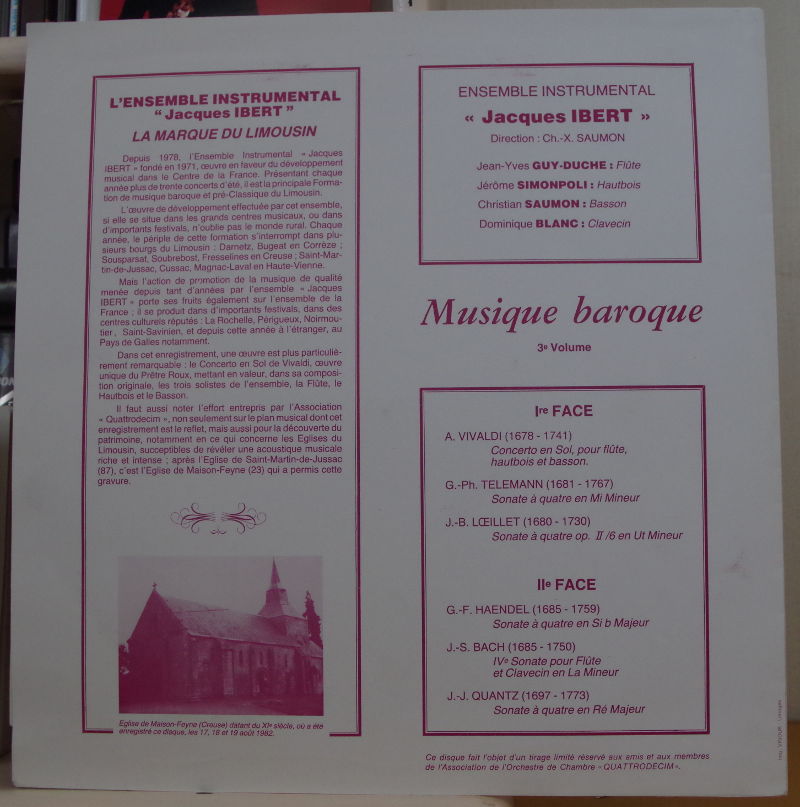 L'ENSEMBLE INSTRUMENTAL
"Jacques IBERT"
LA MARQUE DU LIMOUSIN
Depuis 1978, l'Ensemble Instrumental « Jacques
IBERT » fondé en 1971, œuvre en faveur du développement
musical dans le Centre de la France. Présentant chaque
année plus de trente concerts d'été, il est la principale Forma-
tion de musique baroque et pré-Classique du Limousin.
L'œuvre de développement effectuée par cet ensemble,
si elle se situe dans les grands centres musicaux, ou dans
d'importants festivals, n'oublie pas le monde rural. Chaque
année, le périple de cette formation s'interrompt dans plu-
sieurs bourgs du Limousin : Darnetz, Bugeat en Corrèze ;
Sousparsat, Soubrebost, Fresselines en Creuse ; Saint-Mar-
tin-de-Jussac, Cussac, Magnac-Laval en Haute-Vienne.
Mais l'action de promotion de la musique de qualité
menée depuis tant d'années par l'ensemble « Jacques
IBERT » porte ses fruits également sur l'ensemble de la
France ; il se produit dans d'importants festivals, dans des
centres culturels réputés : La Rochelle, Périgueux, Noirmou-
tier, Saint-Savinien, et depuis cette année à l'étranger, au
Pays de Galles notamment.
Dans cet enregistrement, une œuvre est plus particuliè-
rement remarquable : le Concerto en Sol de Vivaldi, œuvre
unique du Prêtre Roux, mettant en valeur, dans sa composi-
tion originale, les trois solistes de l'ensemble, la Flûte, le
Hautbois et le Basson.
Il faut aussi noter l'effort entrepris par l'Association
« Quattrodecim », non seulement sur le plan musical dont cet
enregistrement est le reflet, mais aussi pour la découverte du
patrimoine, notamment en ce qui concerne les Eglises du
Limousin, succeptibles de révéler une acoustique musicale
riche et intense ; après l'Eglise de Saint-Martin-de-Jussac
(87), c'est l'Eglise de Maison-Feyne (23) qui a permis cette
gravure.
Eglise de Maison-Feyne (Creuse) datant du XIe siècle, où a été
enregistré ce disque, les 17, 18 et 19 août 1982.
ENSEMBLE INSTRUMENTAL
« Jacques IBERT »
Direction : Ch.-X. SAUMON
Jean-Yves GUY-DUCHE : Flûte
Jérôme SIMONPOLI : Hautbois
Christian SAUMON : Basson
Dominique BLANC : Clavecin
Musique baroque
3e Volume
Ire FACE
A. VIVALDI (1678 - 1741)
Concerto en Sol, pour flûte,
hautbois et basson.
G.-Ph. TELEMANN (1681 - 1767)
Sonate à quatre en Mi Mineur
J.-B. LŒILLET (1680 - 1730)
Sonate à quatre op. II /6 en Ut Mineur
IIe FACE
G.-F. HAENDEL (1685 - 1759)
Sonate à quatre en Si b Majeur
J.-S. BACH (1685 - 1750)
IVe Sonate pour Flûte
et Clavecin en La Mineur
J.-J. QUANTZ (1697 - 1773)
Sonate à quatre en Ré Majeur
Ce disque fait l'objet d'un tirage limité réservé aux amis et aux membres
de l'Association de l'Orchestre de Chambre « QUATTRODECIM ».